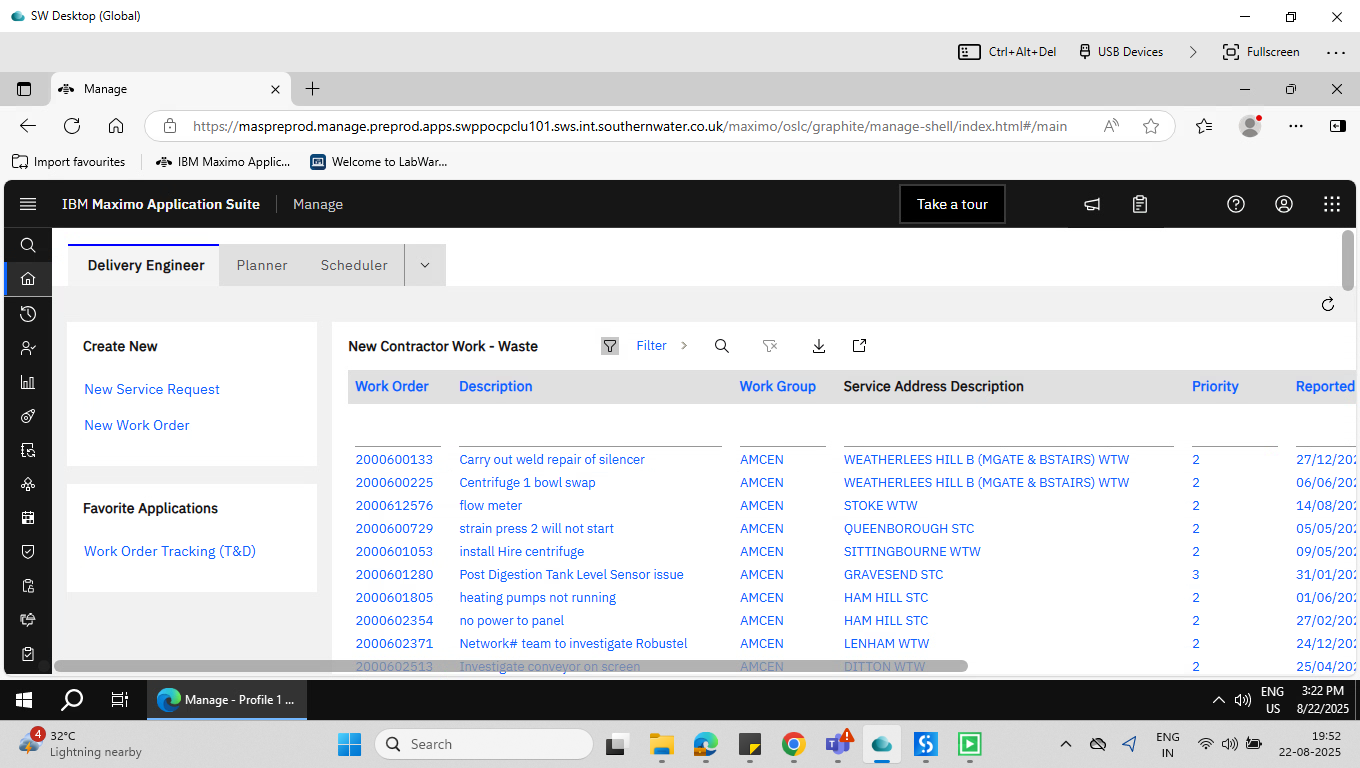 SW Desktop (Global)
Ctrl+Alt+Del USB Devices Fullscreen
Manage
https://maspreprod.manage.preprod.apps.swppocpclu101.sws.int.southernwater.co.uk/maximo/oslc/graphite/manage-shell/index.html#/main
Import favourites IBM Maximo Applic... Welcome to LabWar...
IBM Maximo Application Suite Manage Take a tour
Delivery Engineer Planner Scheduler
Create New
New Service Request
New Work Order
Favorite Applications
Work Order Tracking (T&D)
New Contractor Work - Waste Filter
Work Order Description Work Group Service Address Description Priority Reported
2000600133 Carry out weld repair of silencer AMCEN WEATHERLEES HILL B (MGATE & BSTAIRS) WTW 2 27/12/202
2000600225 Centrifuge 1 bowl swap AMCEN WEATHERLEES HILL B (MGATE & BSTAIRS) WTW 2 06/06/202
2000612576 flow meter AMCEN STOKE WTW 2 14/08/202
2000600729 strain press 2 will not start AMCEN QUEENBOROUGH STC 2 05/05/202
2000601053 install Hire centrifuge AMCEN SITTINGBOURNE WTW 2 09/05/202
2000601280 Post Digestion Tank Level Sensor issue AMCEN GRAVESEND STC 3 31/01/202
2000601805 heating pumps not running AMCEN HAM HILL STC 2 01/06/202
2000602354 no power to panel AMCEN HAM HILL STC 2 27/02/202
2000602371 Network# team to investigate Robustel AMCEN LENHAM WTW 2 24/12/202
2000602513 Investigate conveyor on screen AMCEN DITTON WTW 2 25/04/202
Manage - Profile 1 ... ENG US 3:22 PM 8/22/2025
4 32°C
Lightning nearby
Search
ENG IN 19:52 22-08-2025